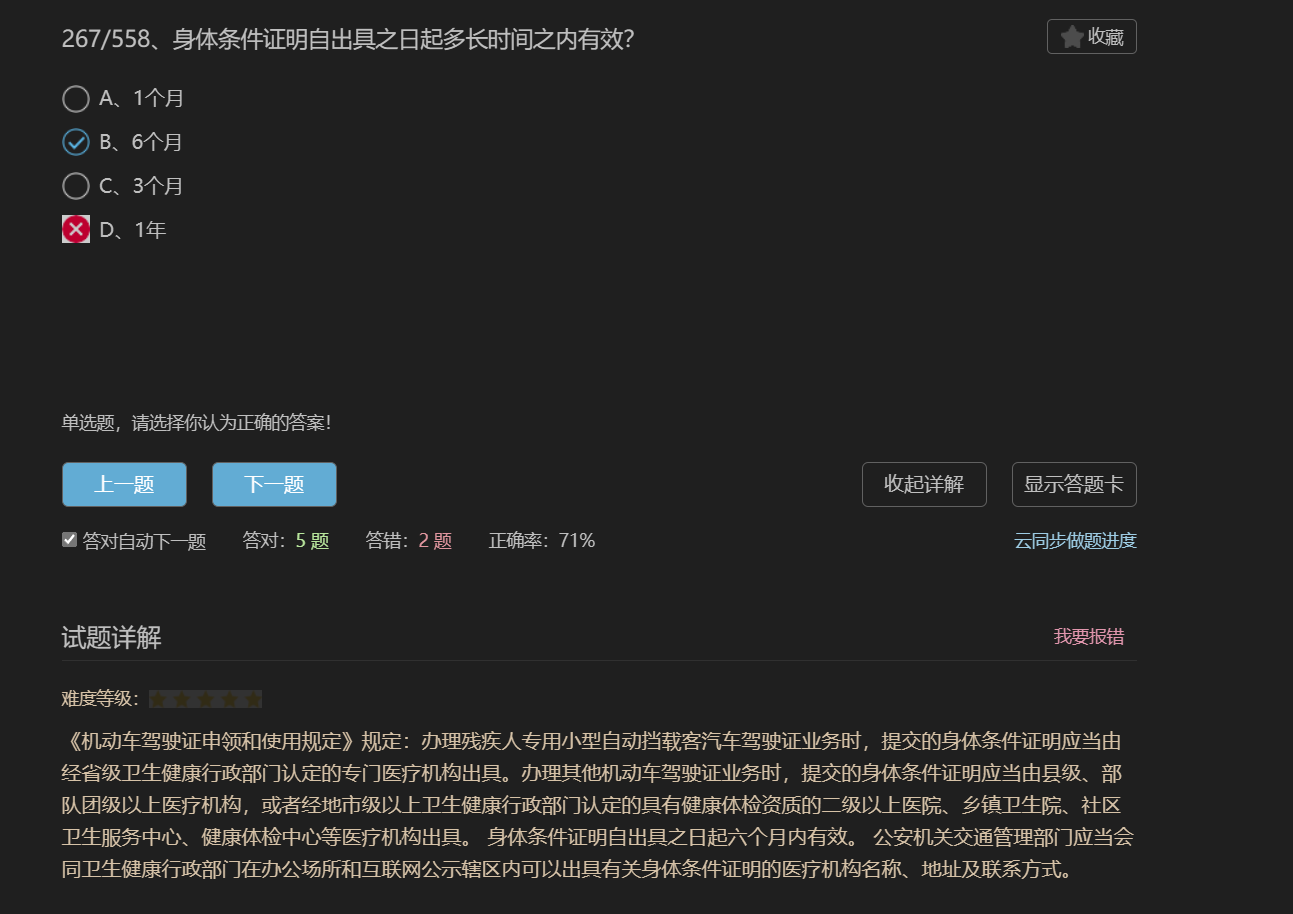 267/558、身体条件证明自出具之日起多长时间之内有效？
收藏
A、1个月
B、6个月
C、3个月
D、1年
单选题，请选择你认为正确的答案！
上一题
下一题
收起详解
显示答题卡
答对自动下一题 答对：5 题 答错：2 题 正确率：71%
云同步做题进度
试题详解
我要报错
难度等级：
《机动车驾驶证申领和使用规定》规定：办理残疾人专用小型自动挡载客汽车驾驶证业务时，提交的身体条件证明应当由
经省级卫生健康行政部门认定的专门医疗机构出具。办理其他机动车驾驶证业务时，提交的身体条件证明应当由县级、部
队团级以上医疗机构，或者经地市级以上卫生健康行政部门认定的具有健康体检资质的二级以上医院、乡镇卫生院、社区
卫生服务中心、健康体检中心等医疗机构出具。 身体条件证明自出具之日起六个月内有效。 公安机关交通管理部门应当会
同卫生健康行政部门在办公场所和互联网公示辖区内可以出具有关身体条件证明的医疗机构名称、地址及联系方式。